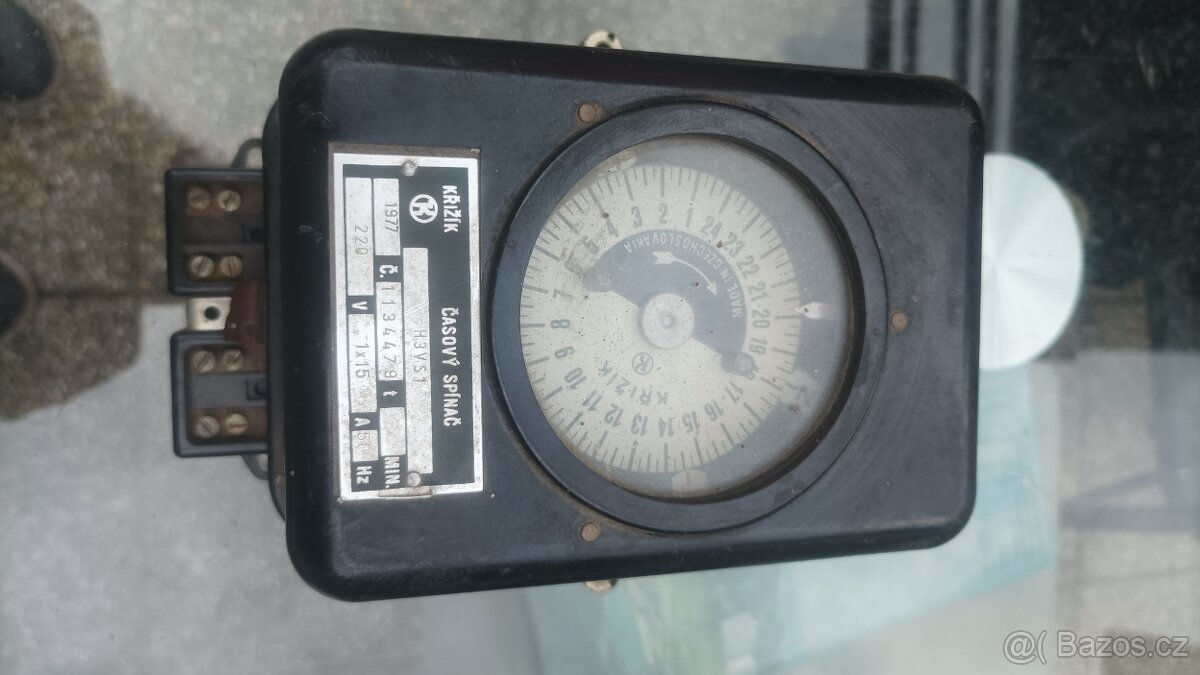 KŘIŽÍK ČASOVÝ SPÍNAČ
H3VS1
1977 Č. 1134479 t MIN.
220 V 1x15 A 50 Hz
MADE IN CZECHOSLOVAKIA
1 2 3 4 5 7 8 9 10 11 12 13 14 15 16 17 19 20 21 22 23 24
KŘIŽÍK
@( Bazos.cz